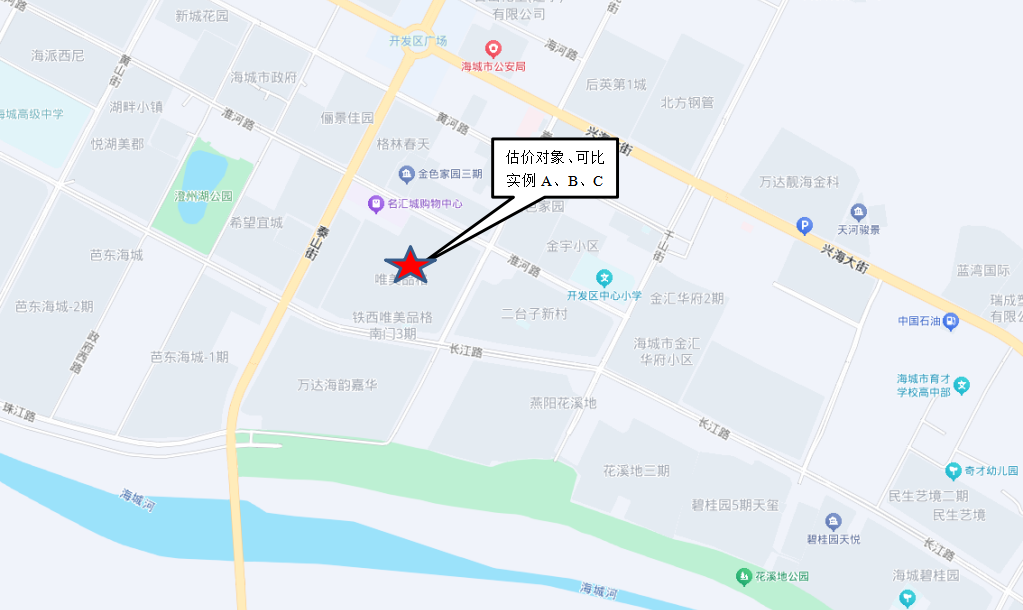 新城花园
有限公司
开发区广场
海河路
海派西尼
黄山街
海城市政府
海城市公安局
后英第1城
北方钢管
湖畔小镇
海城高级中学
淮河路
俪景佳园
黄河路
悦湖美郡
格林春天
兴海大街
估价对象、可比
实例 A、B、C
金色家园三期
万达靓海金科
澄州湖公园
名汇城购物中心
色家园
天河骏景
希望宜城
泰山街
千山街
金宇小区
兴海大街
芭东海城
淮河路
蓝湾国际
唯美品格
开发区中心小学
金汇华府2期
瑞成
有限公
芭东海城-2期
二台子新村
铁西唯美品格
南门3期
中国石油
政府西路
芭东海城-1期
长江路
海城市金汇
华府小区
万达海韵嘉华
海城市育才
学校高中部
珠江路
燕阳花溪地
长江路
花溪地三期
奇才幼儿园
海城河
碧桂园5期天玺
民生艺境二期
民生艺境
碧桂园天悦
长江路
花溪地公园
海城碧桂园
海城河